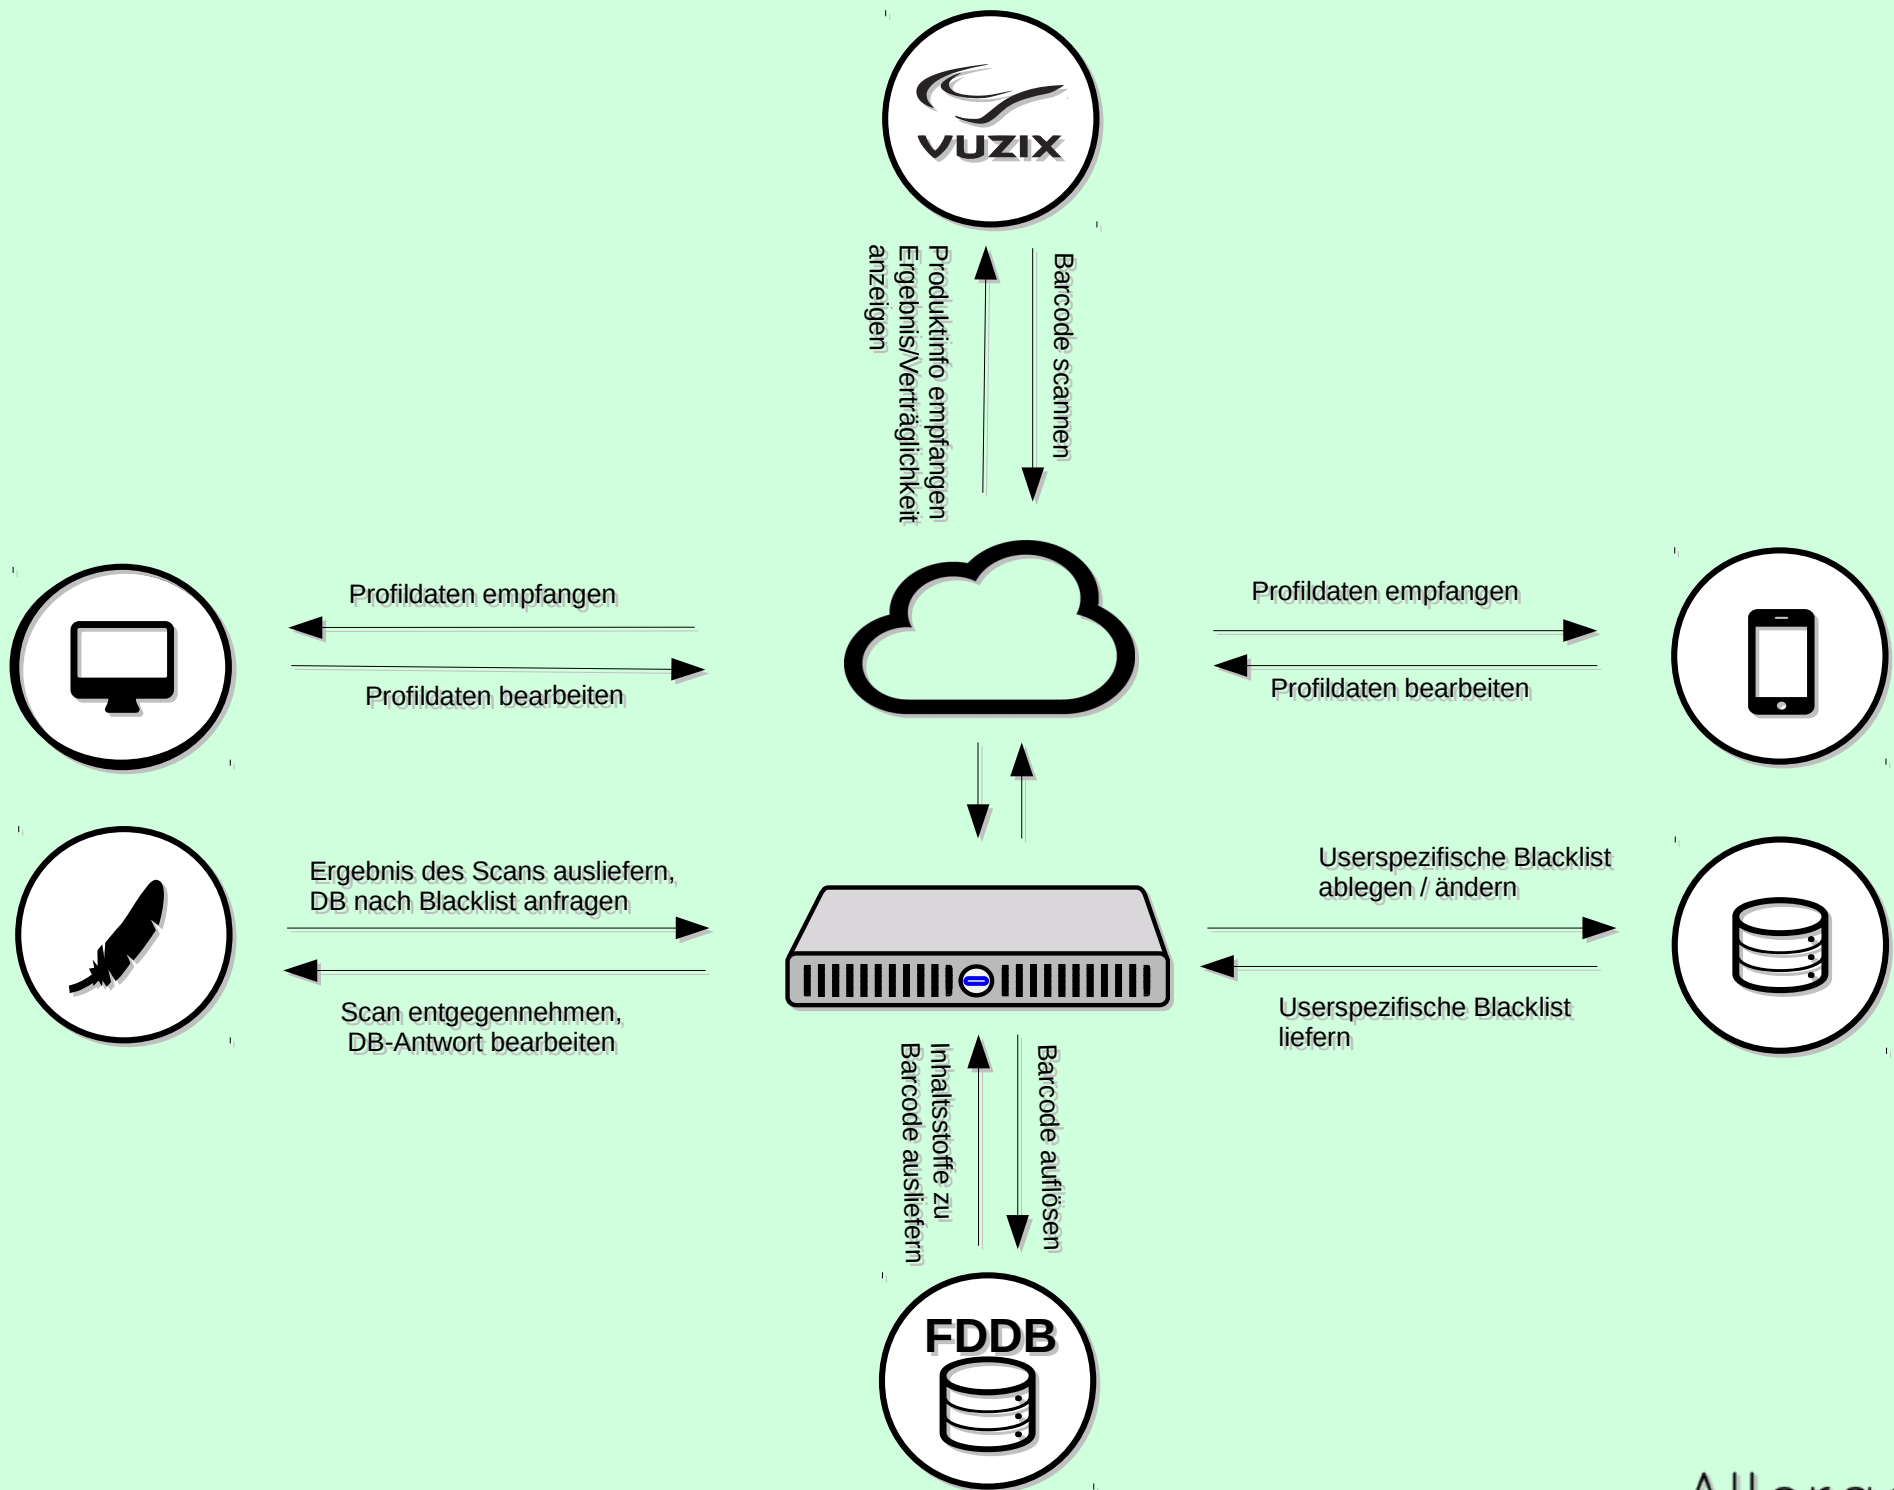 VUZIX
Produktinfo empfangen
Ergebnis/Verträglichkeit
anzeigen
Barcode scannen
Profildaten empfangen
Profildaten bearbeiten
Profildaten empfangen
Profildaten bearbeiten
Ergebnis des Scans ausliefern,
DB nach Blacklist anfragen
Scan entgegennehmen,
DB-Antwort bearbeiten
Userspezifische Blacklist
ablegen / ändern
Userspezifische Blacklist
liefern
Inhaltsstoffe zu
Barcode ausliefern
Barcode auflösen
FDDB